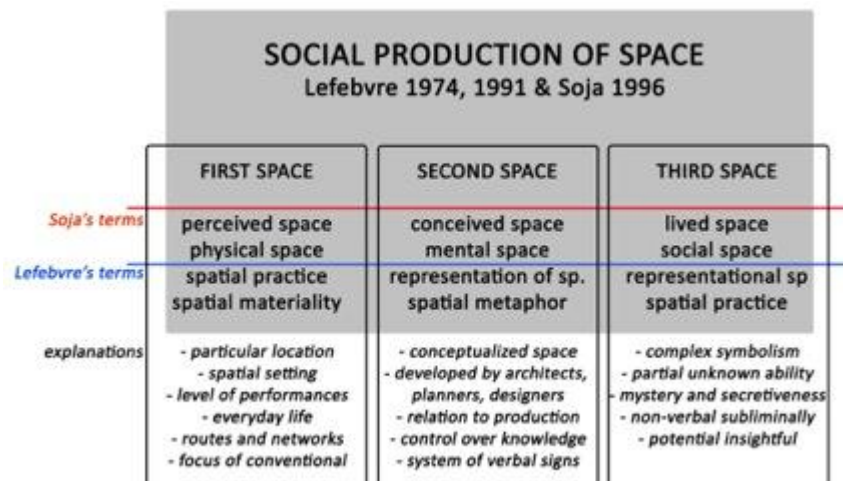 SOCIAL PRODUCTION OF SPACE
Lefebvre 1974, 1991 & Soja 1996
FIRST SPACE
SECOND SPACE
THIRD SPACE
Soja's terms
perceived space
physical space
conceived space
mental space
lived space
social space
Lefebvre's terms
spatial practice
spatial materiality
representation of sp.
spatial metaphor
representational sp
spatial practice
explanations
- particular location
- spatial setting
- level of performances
- everyday life
- routes and networks
- focus of conventional
- conceptualized space
- developed by architects,
planners, designers
- relation to production
- control over knowledge
- system of verbal signs
- complex symbolism
- partial unknown ability
- mystery and secretiveness
- non-verbal subliminally
- potential insightful